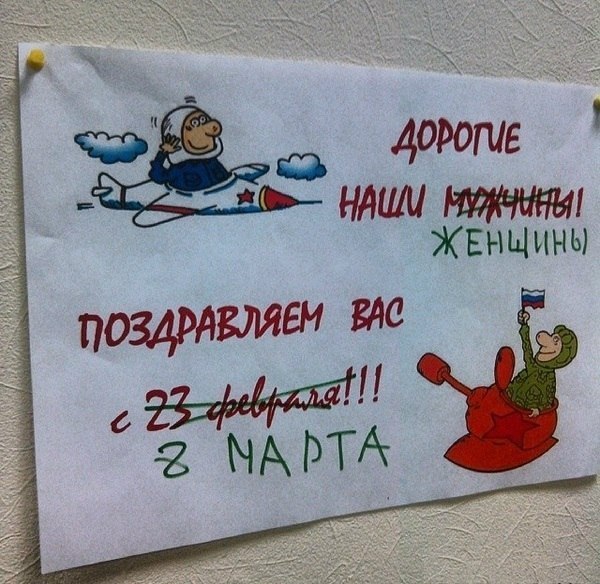 ДОРОГИЕ
НАШИ МУЖЧИНЫ!
ЖЕНЩИНЫ
ПОЗДРАВЛЯЕМ ВАС
с 23 февраля!!!
8 МАРТА